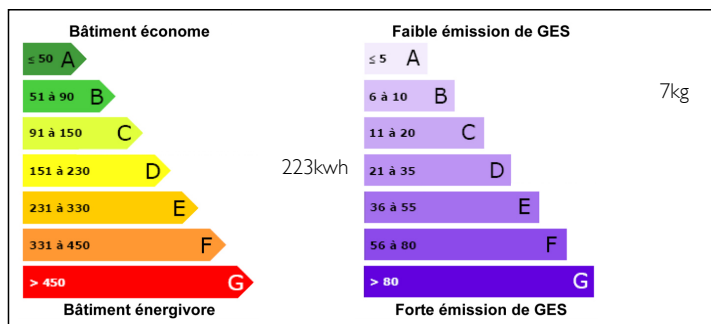 Bâtiment économe
≤ 50 A
51 à 90 B
91 à 150 C
151 à 230 D
223kwh
231 à 330 E
331 à 450 F
> 450 G
Bâtiment énergivore
Faible émission de GES
≤ 5 A
6 à 10 B
7kg
11 à 20 C
21 à 35 D
36 à 55 E
56 à 80 F
> 80 G
Forte émission de GES